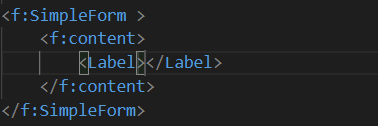 <f:SimpleForm >
<f:content>
<Label></Label>
</f:content>
</f:SimpleForm>